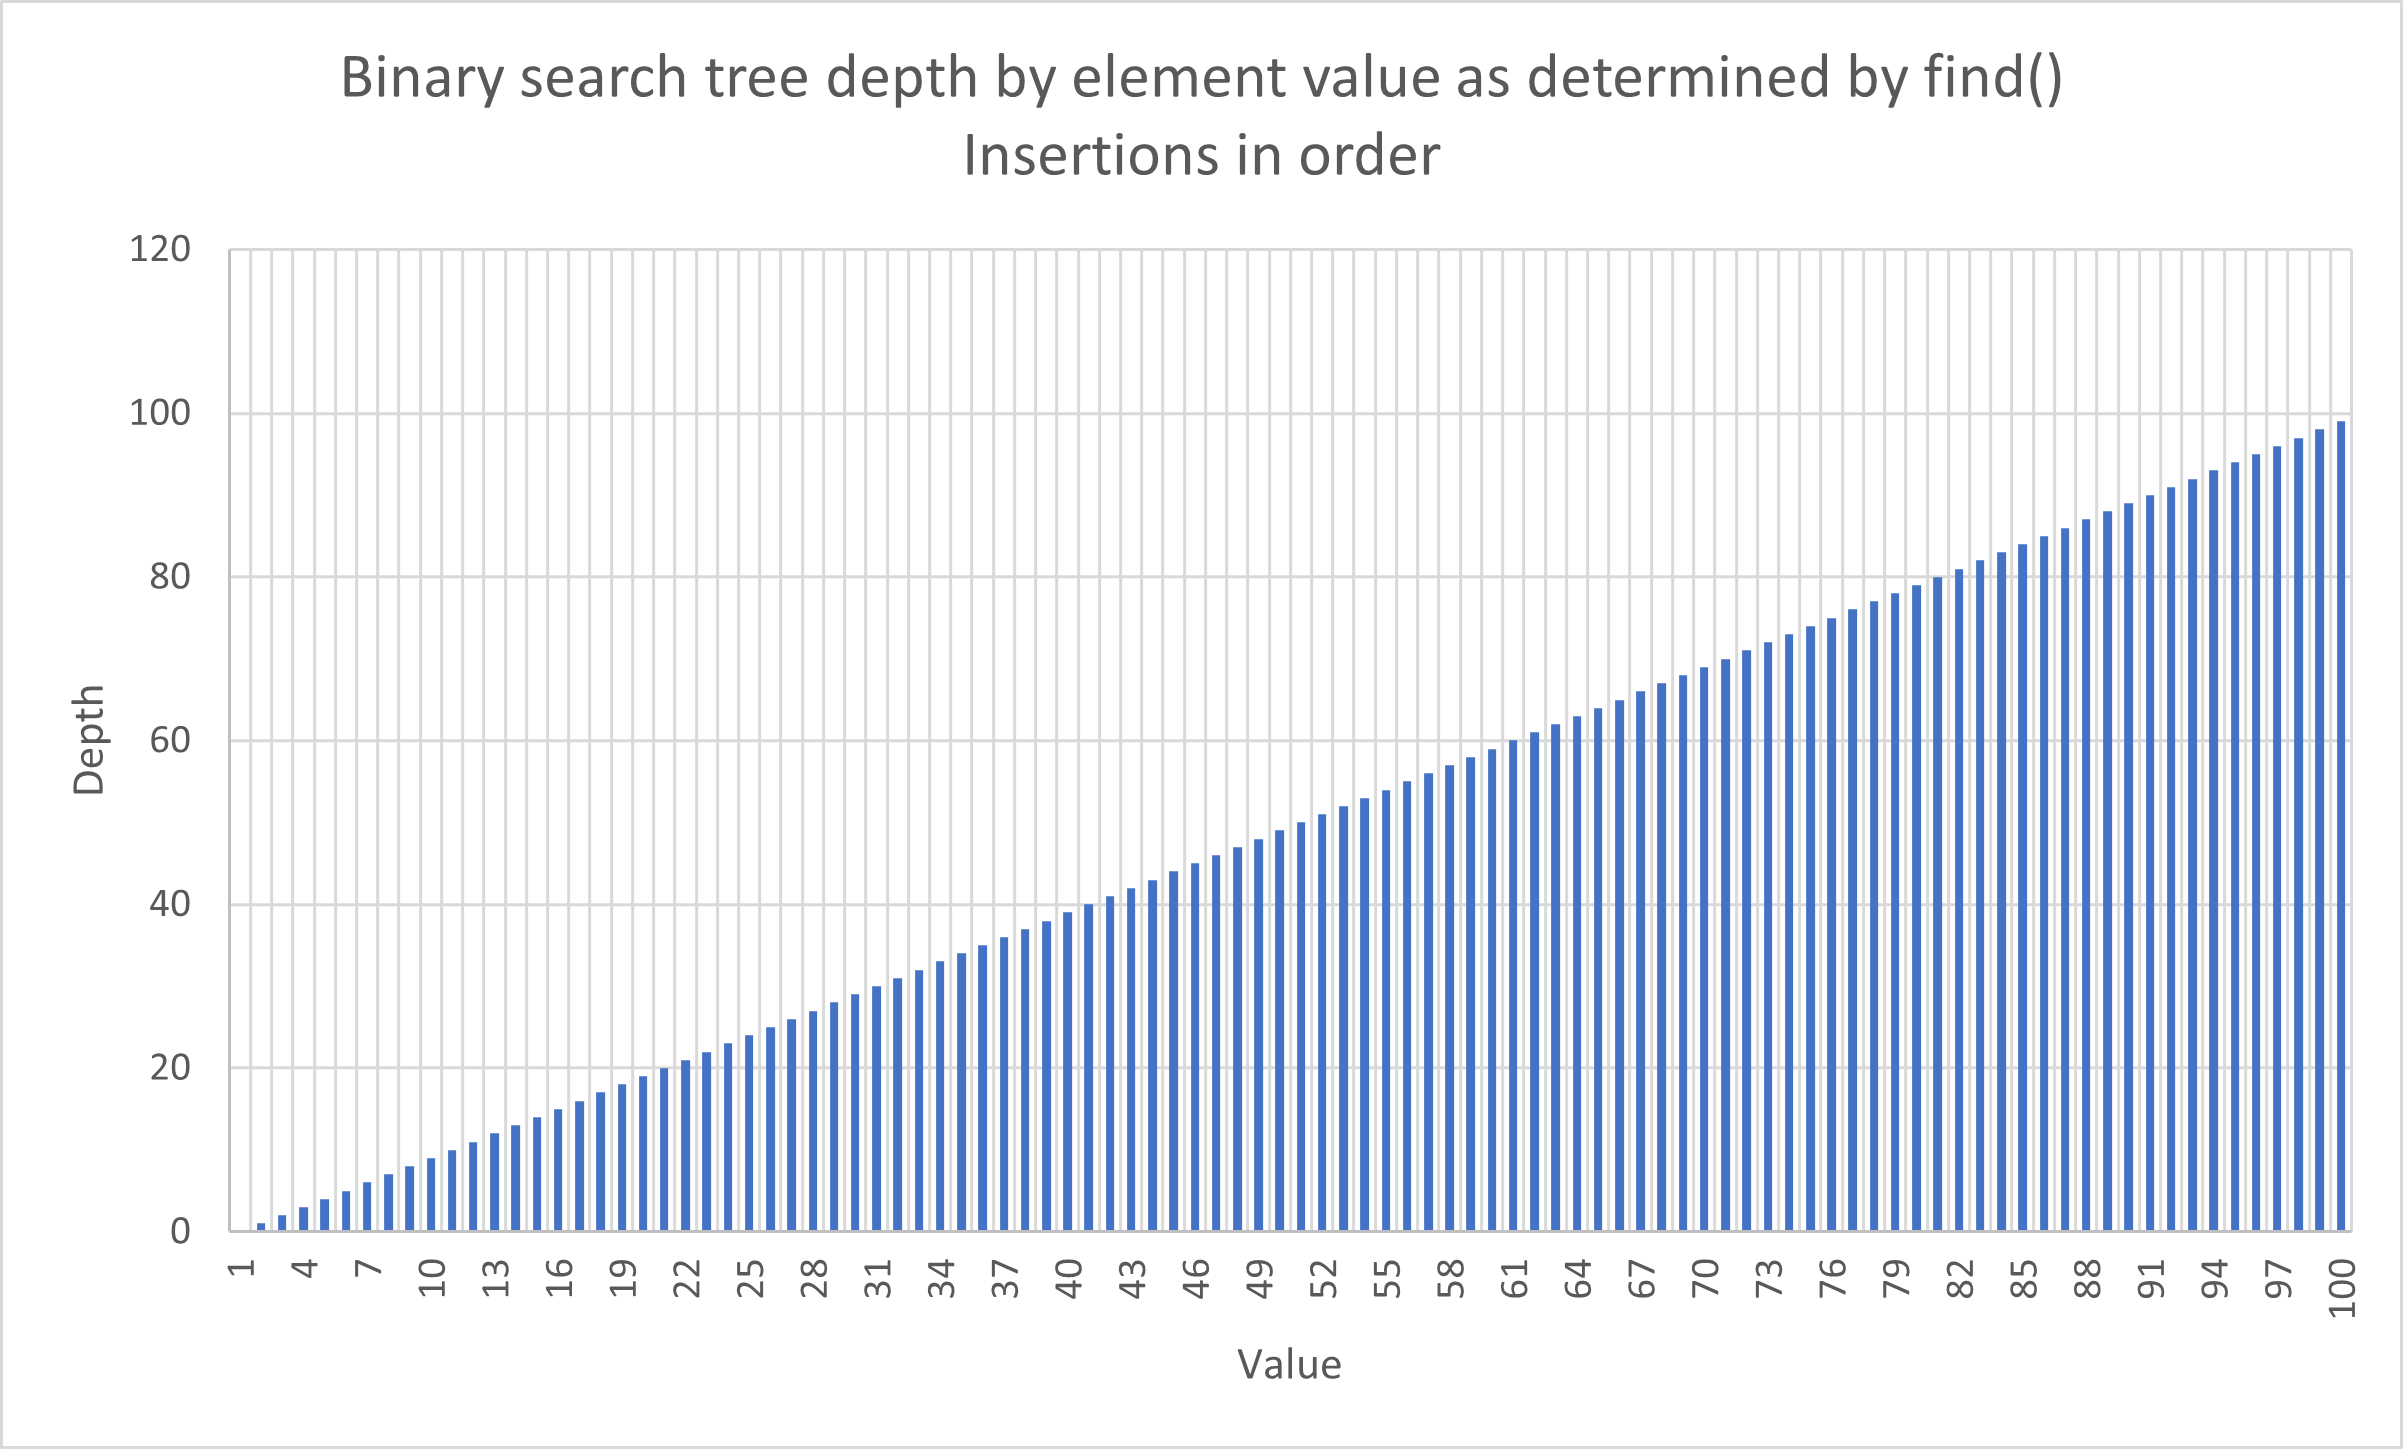 Binary search tree depth by element value as determined by find()
Insertions in order
120
100
80
60
40
20
0
Depth
1 4 7 10 13 16 19 22 25 28 31 34 37 40 43 46 49 52 55 58 61 64 67 70 73 76 79 82 85 88 91 94 97 100
Value